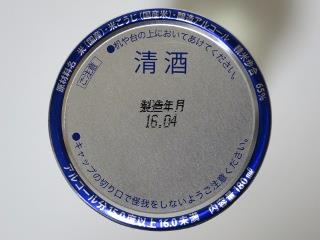 原材料名 米(国産)・米こうじ(国産米)・醸造アルコール 精米歩合 65%
ご注意
●机や台の上においてあけてください。
清酒
製造年月
16.04
●キャップの切り口で怪我をしないようご注意ください。
アルコール分15.0度以上16.0未満 内容量180ml